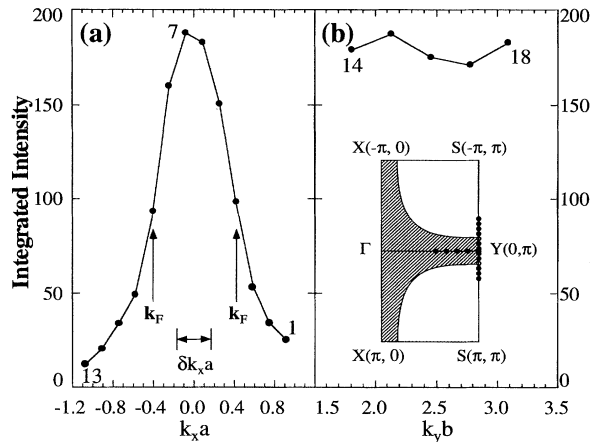 (a)
7
k_F
k_F
13
1
δk_xa
Integrated Intensity
200
150
100
50
0
-1.2 -0.8 -0.4 0.0 0.4 0.8
k_xa
(b)
14
18
X(-π, 0) S(-π, π)
Γ Y(0,π)
X(π, 0) S(π, π)
200
150
100
50
0
1.5 2.0 2.5 3.0 3.5
k_yb